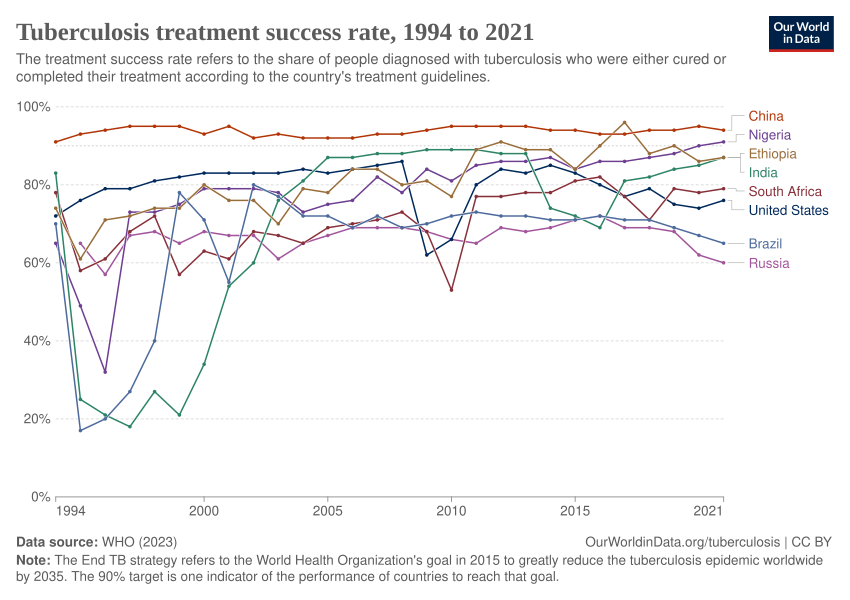 Tuberculosis treatment success rate, 1994 to 2021
Our World
in Data
The treatment success rate refers to the share of people diagnosed with tuberculosis who were either cured or
completed their treatment according to the country's treatment guidelines.
100%
80%
60%
40%
20%
0%
China
Nigeria
Ethiopia
India
South Africa
United States
Brazil
Russia
1994
2000
2005
2010
2015
2021
Data source: WHO (2023)
OurWorldinData.org/tuberculosis | CC BY
Note: The End TB strategy refers to the World Health Organization's goal in 2015 to greatly reduce the tuberculosis epidemic worldwide
by 2035. The 90% target is one indicator of the performance of countries to reach that goal.